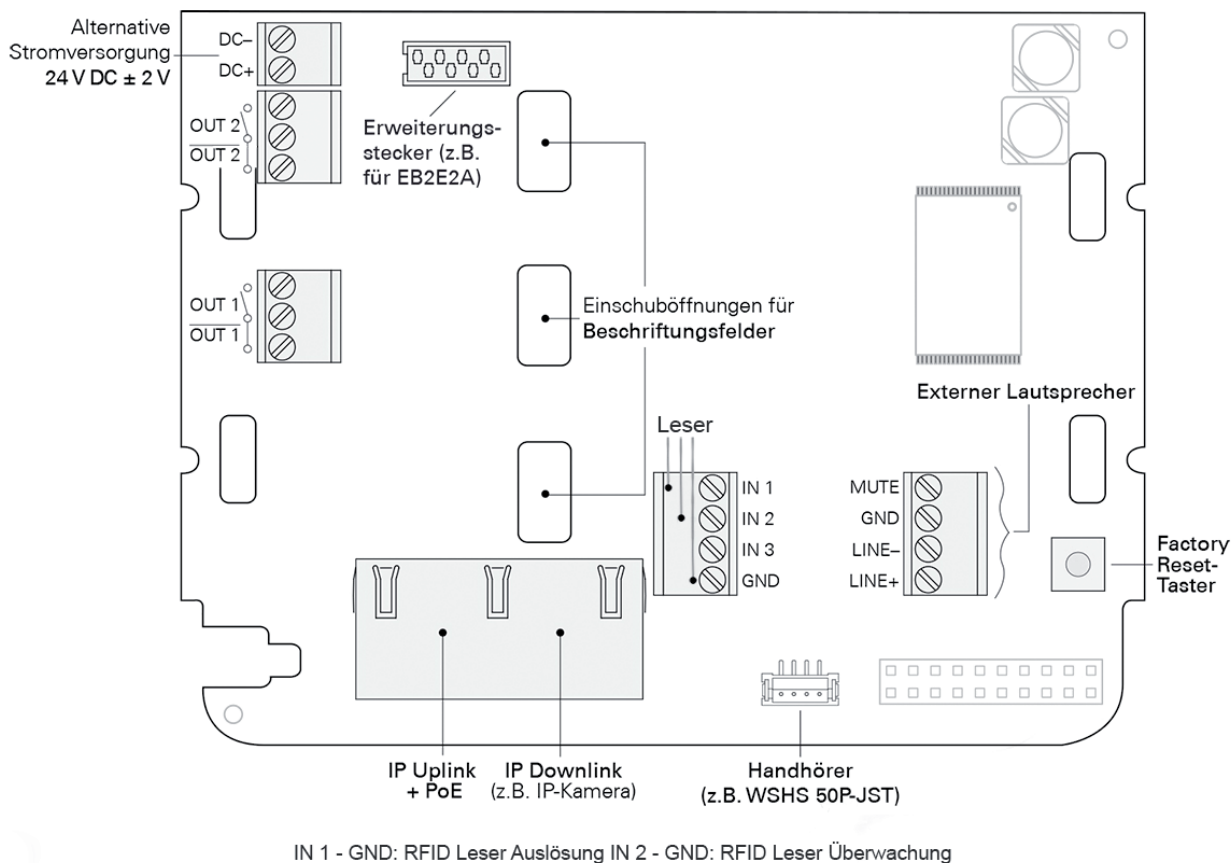 Alternative
Stromversorgung
24 V DC ± 2 V
DC–
DC+
OUT 2
OUT 2
OUT 1
OUT 1
Erweiterungs-
stecker (z.B.
für EB2E2A)
Einschuböffnungen für
Beschriftungsfelder
Externer Lautsprecher
Leser
IN 1
IN 2
IN 3
GND
MUTE
GND
LINE–
LINE+
Factory
Reset-
Taster
IP Uplink
+ PoE
IP Downlink
(z.B. IP-Kamera)
Handhörer
(z.B. WSHS 50P-JST)
IN 1 - GND: RFID Leser Auslösung IN 2 - GND: RFID Leser Überwachung